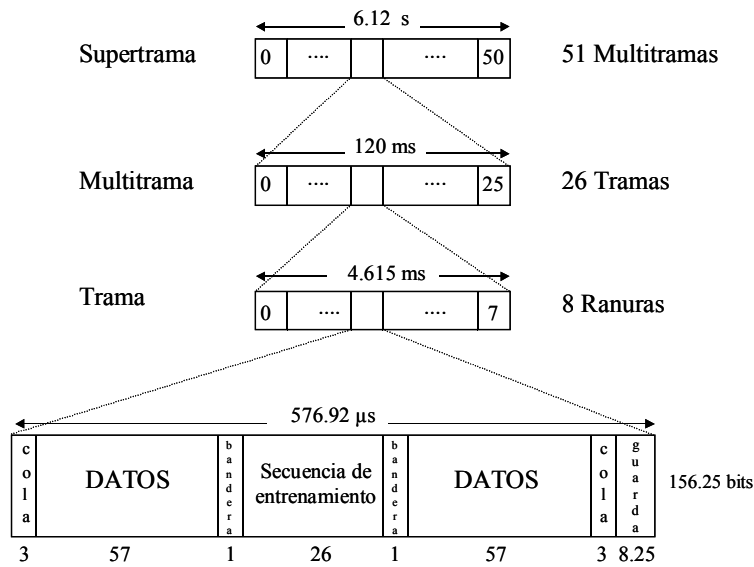 6.12 s
Supertrama 0 .... .... 50 51 Multitramas
120 ms
Multitrama 0 .... .... 25 26 Tramas
4.615 ms
Trama 0 .... .... 7 8 Ranuras
576.92 µs
cola DATOS bandera Secuencia de entrenamiento bandera DATOS cola guarda 156.25 bits
3 57 1 26 1 57 3 8.25